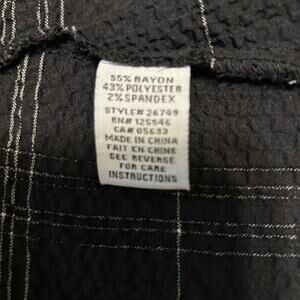 55% RAYON
43% POLYESTER
2% SPANDEX
STYLE# 26749
RN# 125546
CA# 05633
MADE IN CHINA
FAIT EN CHINE
SEE REVERSE
FOR CARE
INSTRUCTIONS